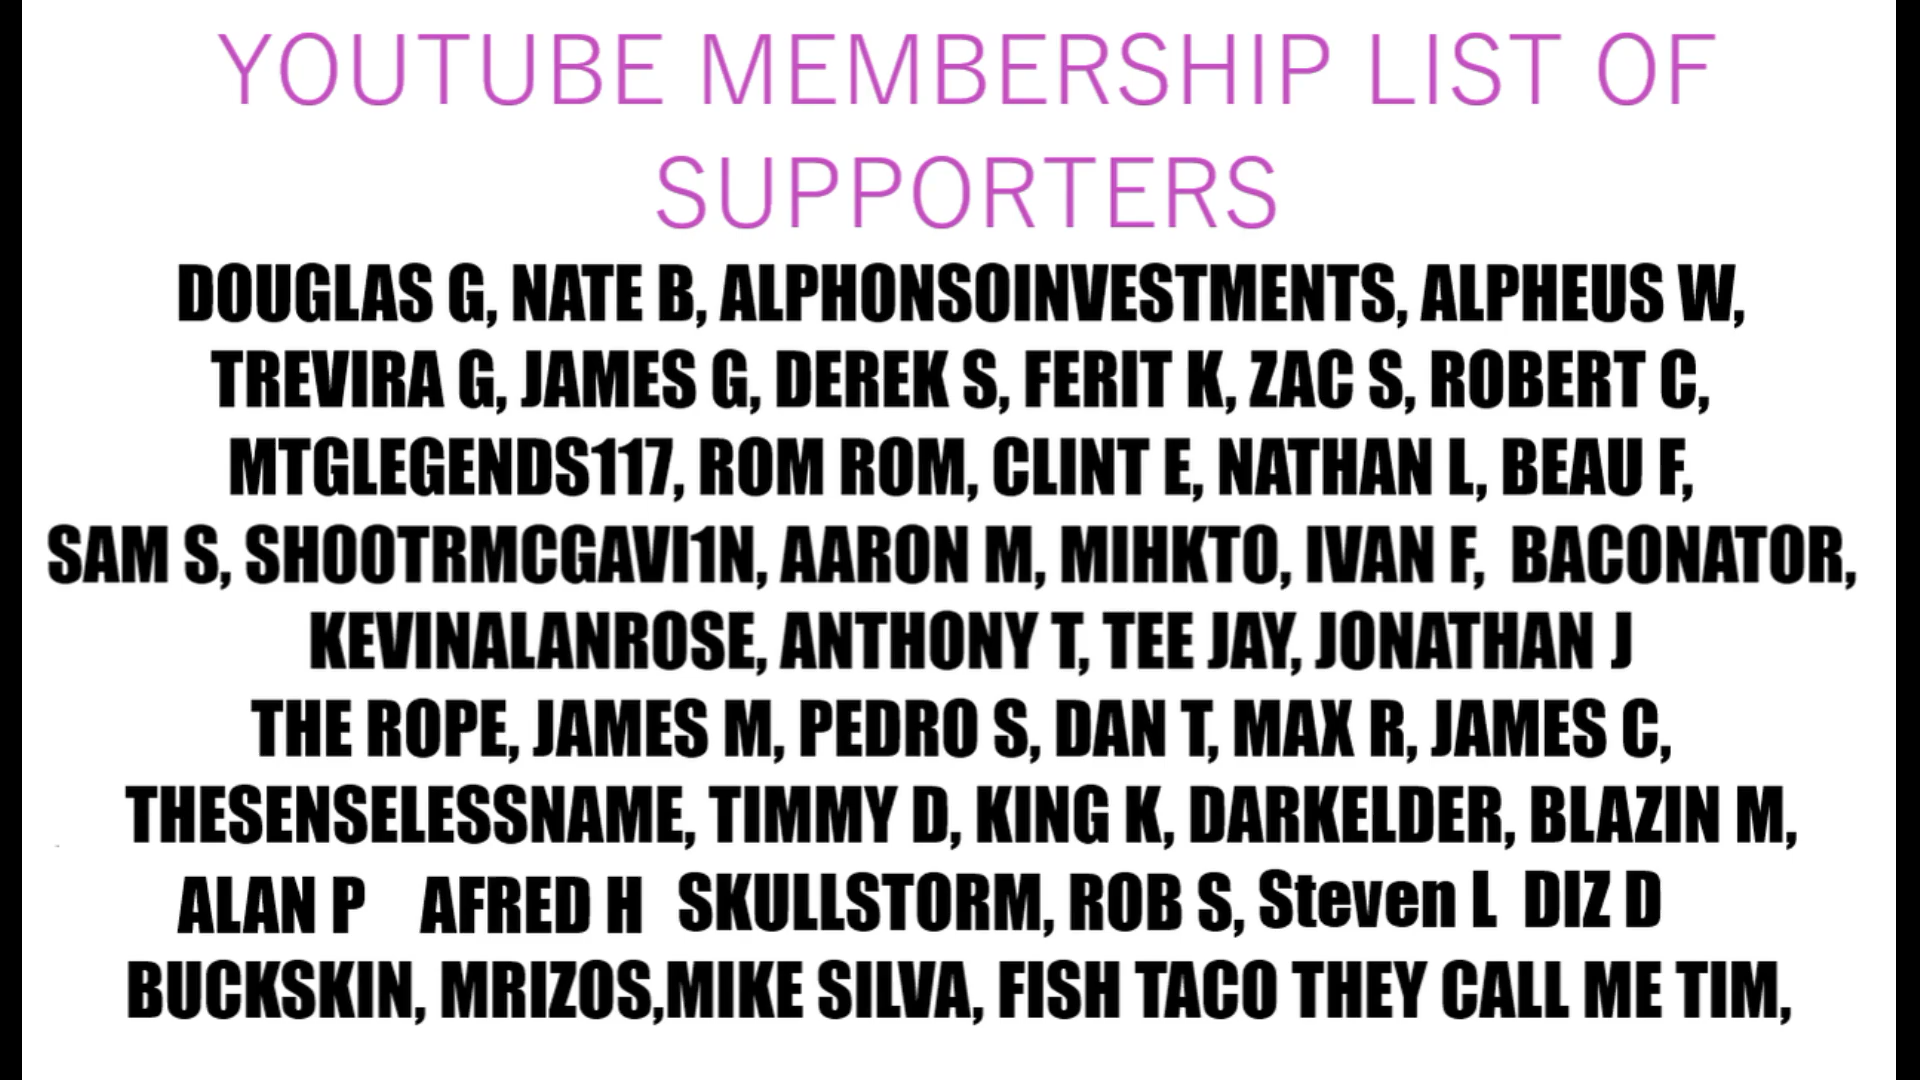 YOUTUBE MEMBERSHIP LIST OF
SUPPORTERS
DOUGLAS G, NATE B, ALPHONSOINVESTMENTS, ALPHEUS W,
TREVIRA G, JAMES G, DEREK S, FERIT K, ZAC S, ROBERT C,
MTGLEGENDS117, ROM ROM, CLINT E, NATHAN L, BEAU F,
SAM S, SHOOTRMCGAVI1N, AARON M, MIHKTO, IVAN F, BACONATOR,
KEVINALANROSE, ANTHONY T, TEE JAY, JONATHAN J
THE ROPE, JAMES M, PEDRO S, DAN T, MAX R, JAMES C,
THESENSELESSNAME, TIMMY D, KING K, DARKELDER, BLAZIN M,
ALAN P AFRED H SKULLSTORM, ROB S, Steven L DIZ D
BUCKSKIN, MRIZOS,MIKE SILVA, FISH TACO THEY CALL ME TIM,